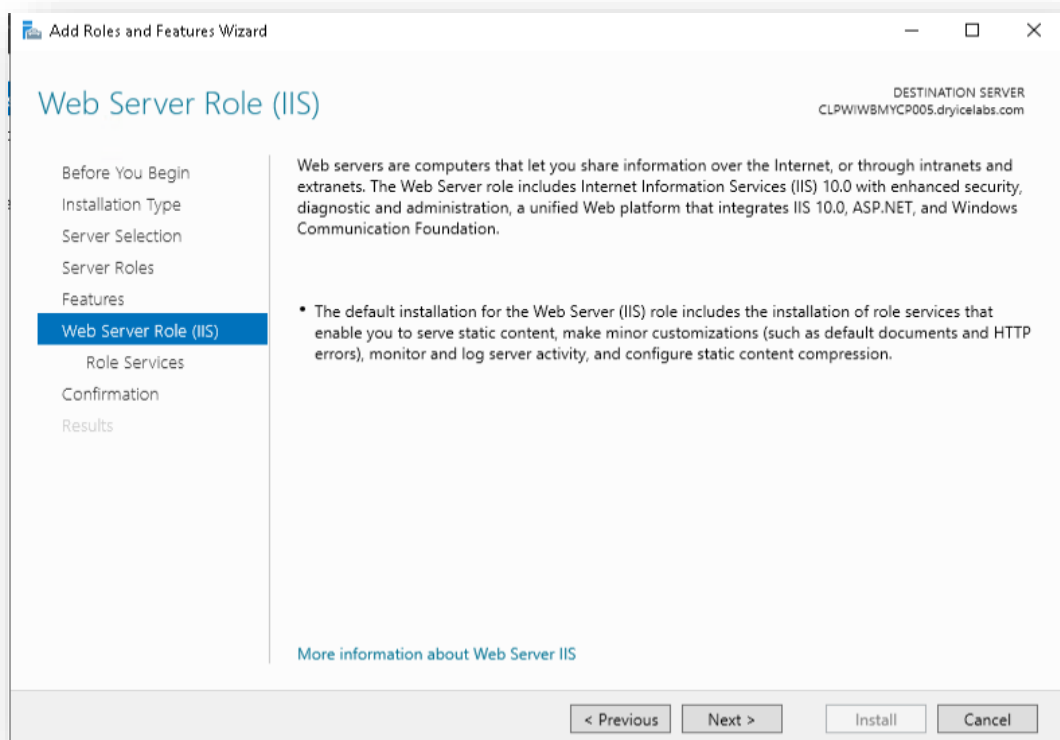 Add Roles and Features Wizard
Web Server Role (IIS)
DESTINATION SERVER
CLPWIWBMYCP005.dryicelabs.com
Before You Begin
Installation Type
Server Selection
Server Roles
Features
Web Server Role (IIS)
Role Services
Confirmation
Results
Web servers are computers that let you share information over the Internet, or through intranets and
extranets. The Web Server role includes Internet Information Services (IIS) 10.0 with enhanced security,
diagnostic and administration, a unified Web platform that integrates IIS 10.0, ASP.NET, and Windows
Communication Foundation.
• The default installation for the Web Server (IIS) role includes the installation of role services that
enable you to serve static content, make minor customizations (such as default documents and HTTP
errors), monitor and log server activity, and configure static content compression.
More information about Web Server IIS
< Previous
Next >
Install
Cancel